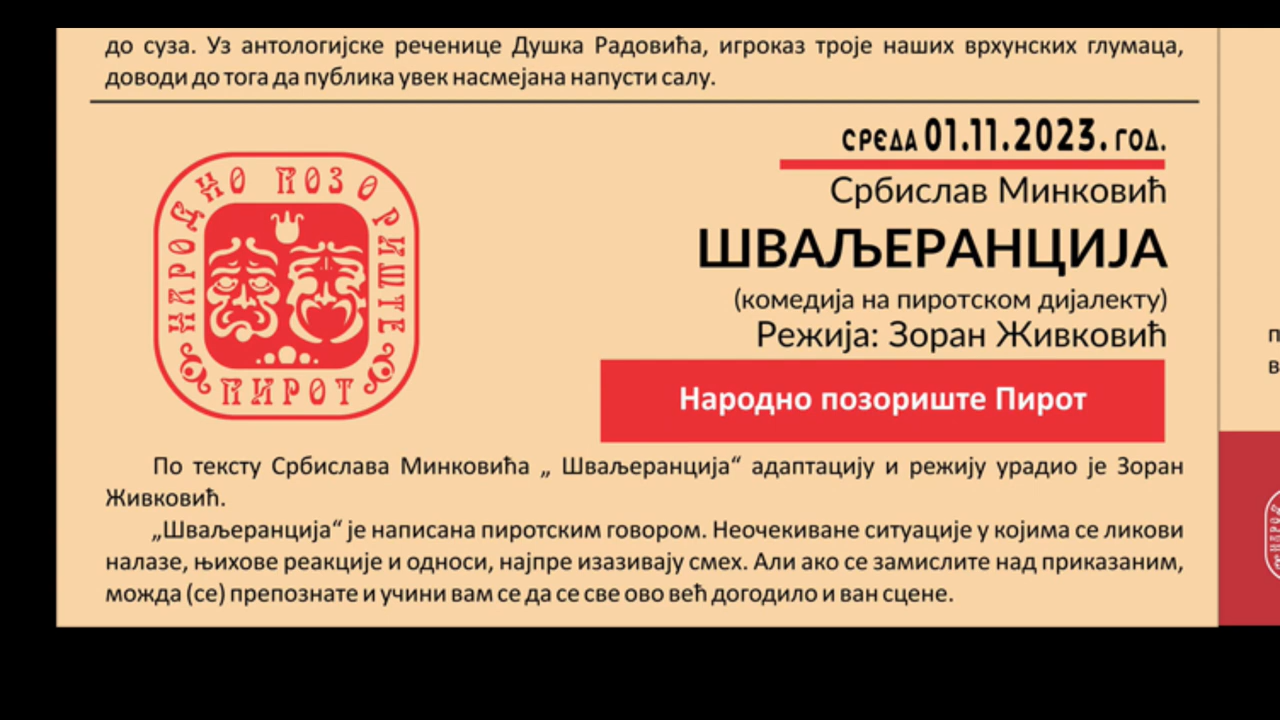 до суза. Уз антологијске реченице Душка Радовића, игроказ троје наших врхунских глумаца,
доводи до тога да публика увек насмејана напусти салу.
СРЕДА 01.11.2023. ГОД.
Србислав Минковић
ШВАЉЕРАНЦИЈА
(комедија на пиротском дијалекту)
Режија: Зоран Живковић
НАРОДНО ПОЗОРИШТЕ
ПИРОТ
Народно позориште Пирот
По тексту Србислава Минковића „ Шваљеранција“ адаптацију и режију урадио је Зоран
Живковић.
„Шваљеранција“ је написана пиротским говором. Неочекиване ситуације у којима се ликови
налазе, њихове реакције и односи, најпре изазивају смех. Али ако се замислите над приказаним,
можда (се) препознате и учини вам се да се све ово већ догодило и ван сцене.